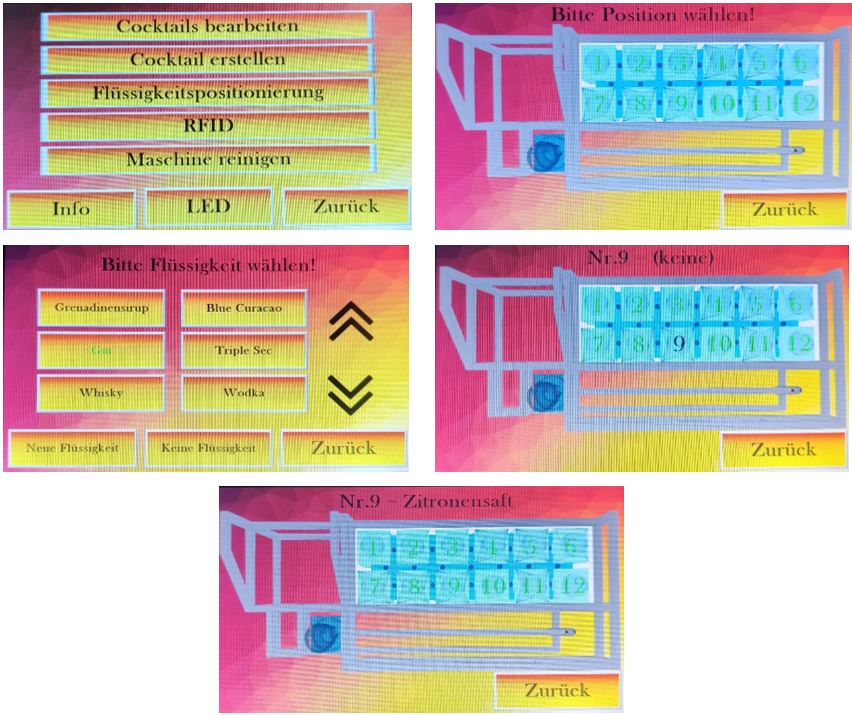 Cocktails bearbeiten
Cocktail erstellen
Flüssigkeitspositionierung
RFID
Maschine reinigen
Info LED Zurück
Bitte Position wählen!
1 2 3 4 5 6
7 8 9 10 11 12
Zurück
Bitte Flüssigkeit wählen!
Grenadinensirup Blue Curacao
Gin Triple Sec
Whisky Wodka
Neue Flüssigkeit Keine Flüssigkeit Zurück
Nr.9 = (keine)
1 2 3 4 5 6
7 8 9 10 11 12
Zurück
Nr.9 = Zitronensaft
1 2 3 4 5 6
7 8 9 10 11 12
Zurück